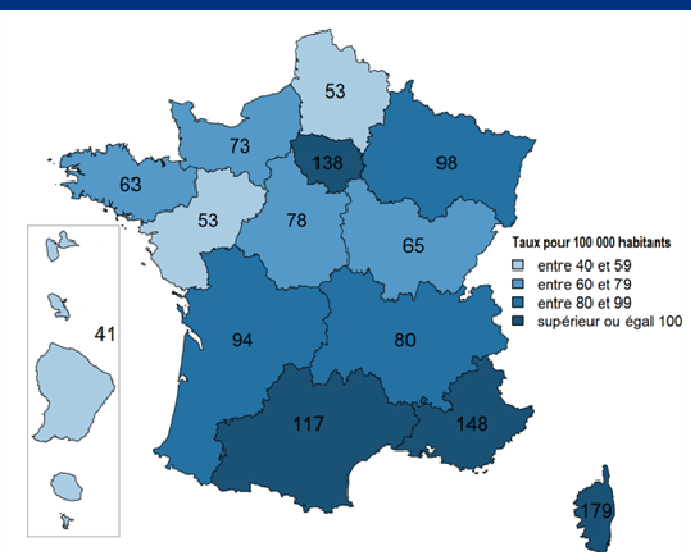 53
73
138
98
63
53
78
65
Taux pour 100 000 habitants
entre 40 et 59
entre 60 et 79
entre 80 et 99
supérieur ou égal 100
41
94
80
117
148
179